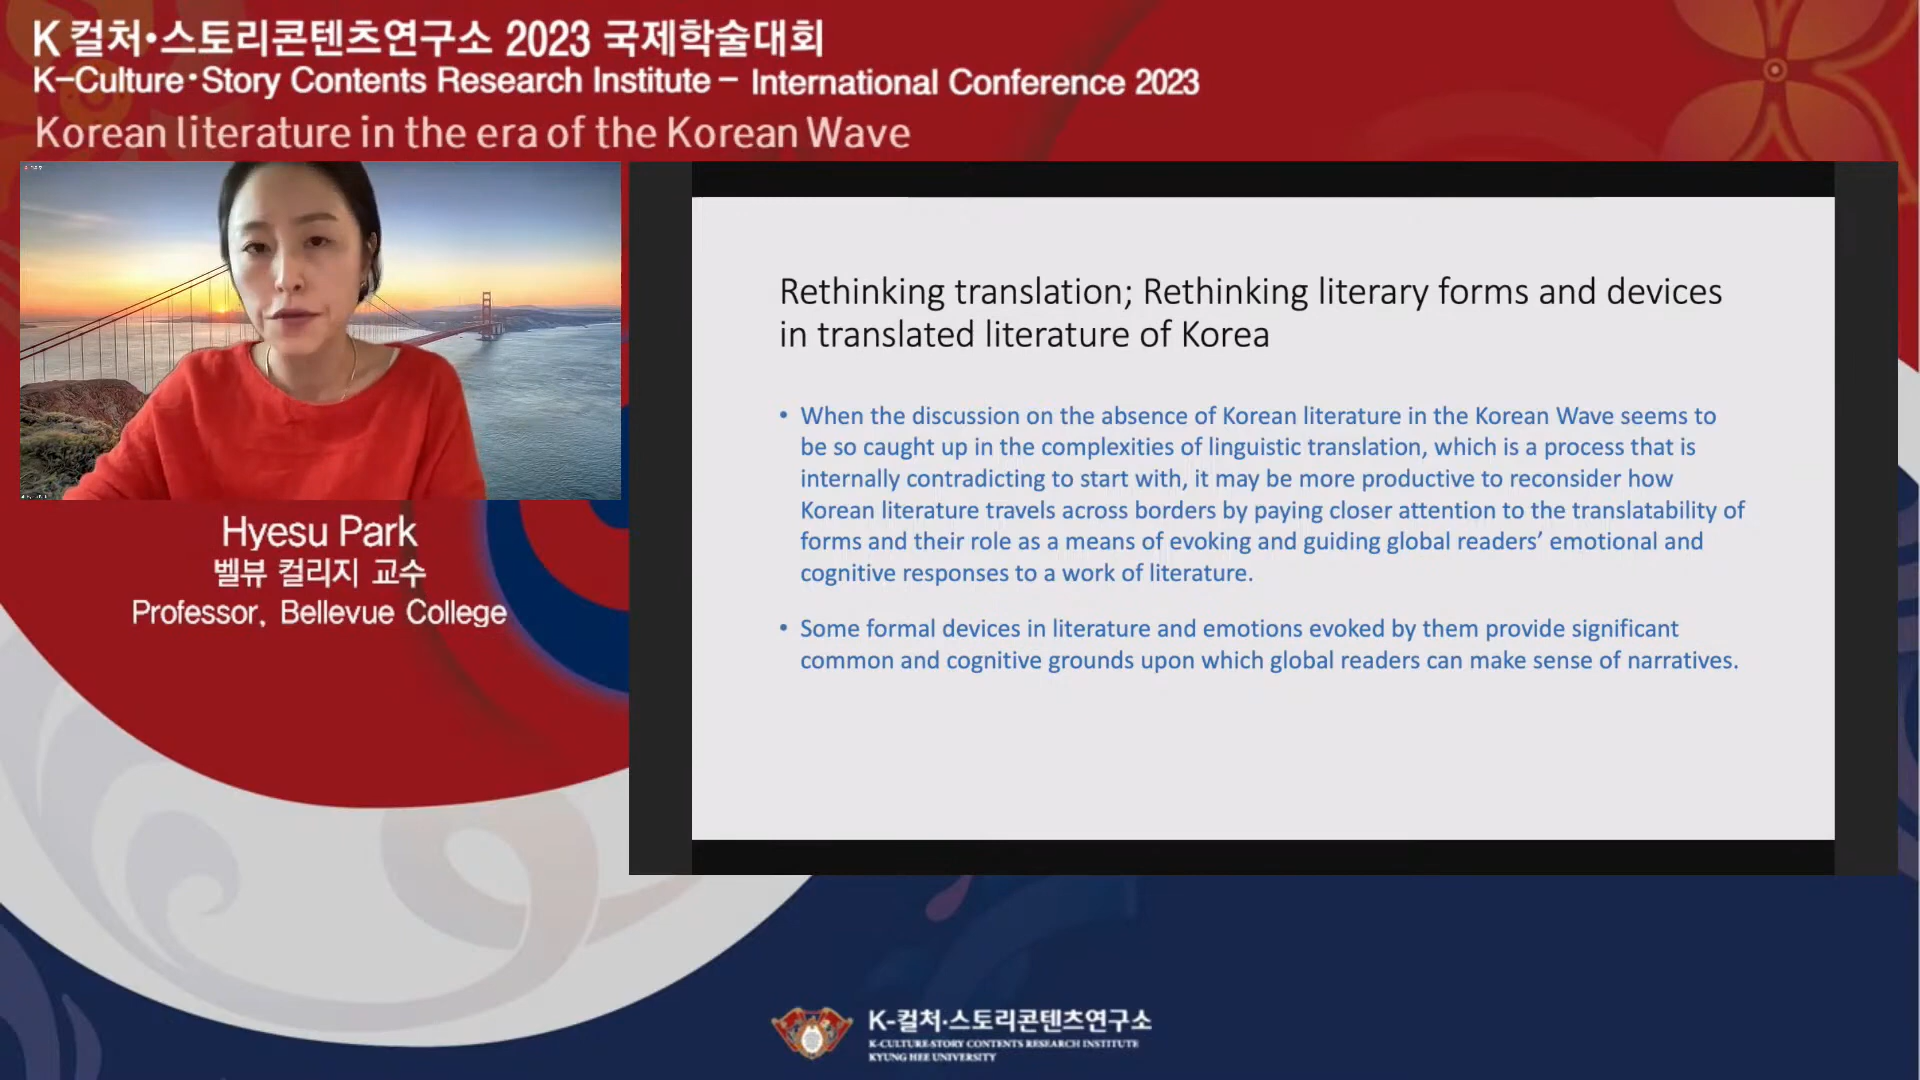 K 컬처·스토리콘텐츠연구소 2023 국제학술대회
K-Culture·Story Contents Research Institute - International Conference 2023
Korean literature in the era of the Korean Wave
Hyesu Park
벨뷰 컬리지 교수
Professor, Bellevue College
Rethinking translation; Rethinking literary forms and devices
in translated literature of Korea
• When the discussion on the absence of Korean literature in the Korean Wave seems to
be so caught up in the complexities of linguistic translation, which is a process that is
internally contradicting to start with, it may be more productive to reconsider how
Korean literature travels across borders by paying closer attention to the translatability of
forms and their role as a means of evoking and guiding global readers’ emotional and
cognitive responses to a work of literature.
• Some formal devices in literature and emotions evoked by them provide significant
common and cognitive grounds upon which global readers can make sense of narratives.
K-컬처·스토리콘텐츠연구소
K-CULTURE·STORY CONTENTS RESEARCH INSTITUTE
KYUNG HEE UNIVERSITY